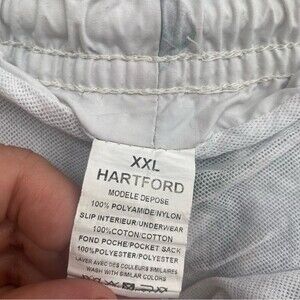 XXL
HARTFORD
MODELE DEPOSE
100% POLYAMIDE/NYLON
SLIP INTERIEUR/UNDERWEAR
100%COTON/COTTON
FOND POCHE/POCKET SACK
100%POLYESTER/POLYESTER
LAVER AVEC DES COULEURS SIMILAIRES
WASH WITH SIMILAR COLORS